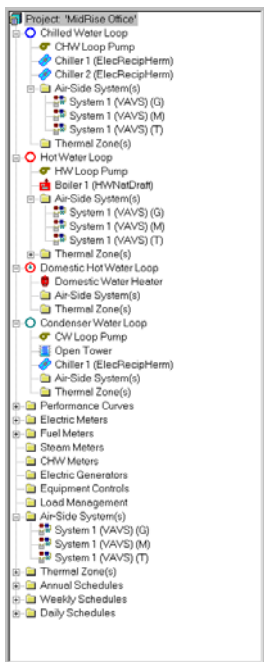 Project: 'MidRise Office'
Chilled Water Loop
CHW Loop Pump
Chiller 1 (ElecRecipHerm)
Chiller 2 (ElecRecipHerm)
Air-Side System(s)
System 1 (VAVS) (G)
System 1 (VAVS) (M)
System 1 (VAVS) (T)
Thermal Zone(s)
Hot Water Loop
HW Loop Pump
Boiler 1 (HWNatDraft)
Air-Side System(s)
System 1 (VAVS) (G)
System 1 (VAVS) (M)
System 1 (VAVS) (T)
Thermal Zone(s)
Domestic Hot Water Loop
Domestic Water Heater
Air-Side System(s)
Thermal Zone(s)
Condenser Water Loop
CW Loop Pump
Open Tower
Chiller 1 (ElecRecipHerm)
Air-Side System(s)
Thermal Zone(s)
Performance Curves
Electric Meters
Fuel Meters
Steam Meters
CHW Meters
Electric Generators
Equipment Controls
Load Management
Air-Side System(s)
System 1 (VAVS) (G)
System 1 (VAVS) (M)
System 1 (VAVS) (T)
Thermal Zone(s)
Annual Schedules
Weekly Schedules
Daily Schedules